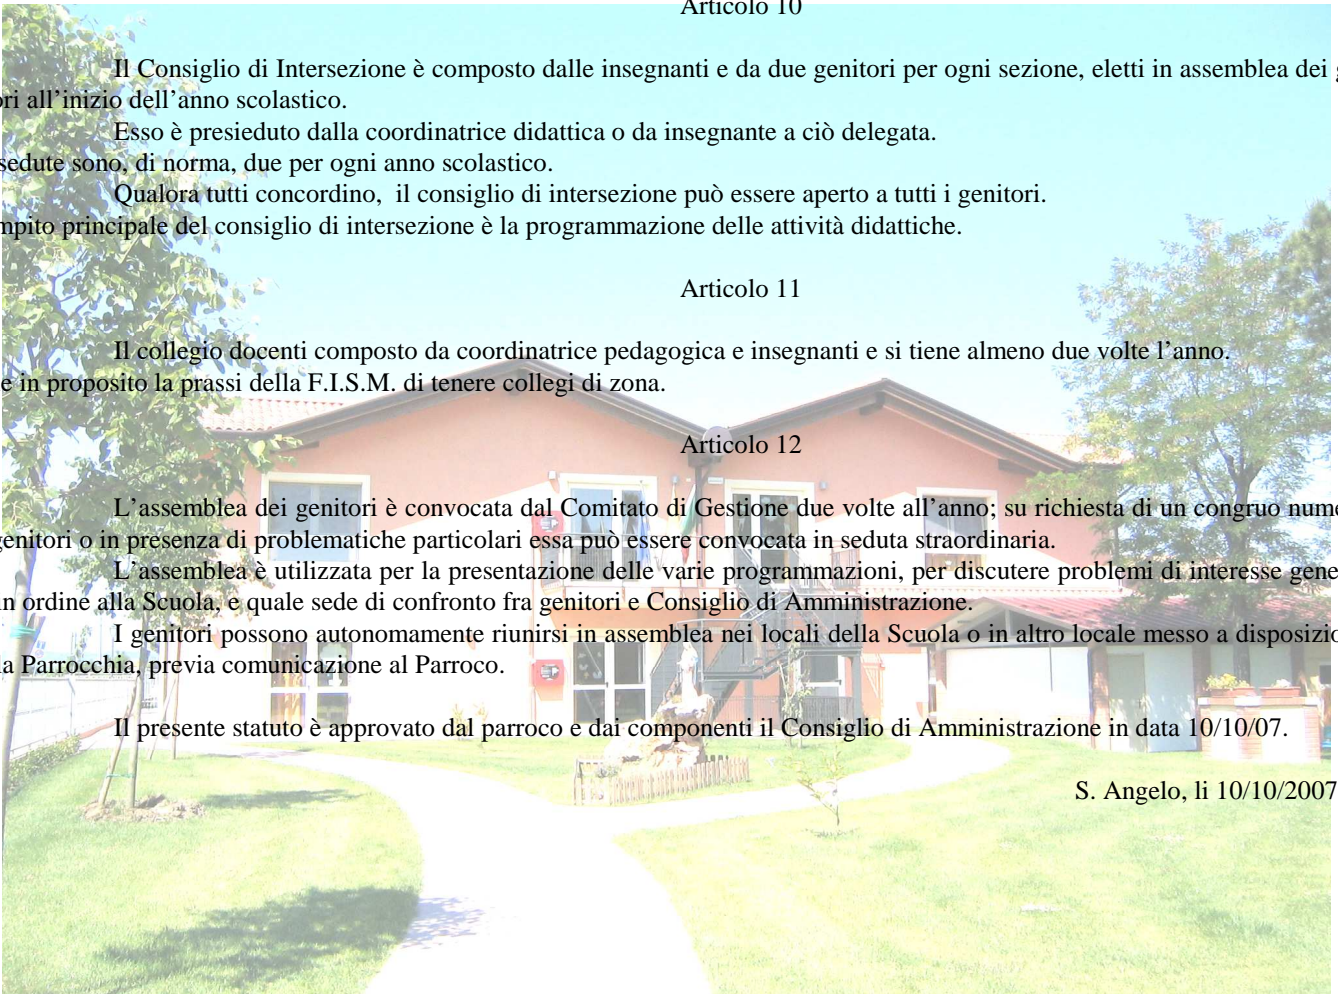 Articolo 10
Il Consiglio di Intersezione è composto dalle insegnanti e da due genitori per ogni sezione, eletti in assemblea dei
all’inizio dell’anno scolastico.
Esso è presieduto dalla coordinatrice didattica o da insegnante a ciò delegata.
sedute sono, di norma, due per ogni anno scolastico.
Qualora tutti concordino, il consiglio di intersezione può essere aperto a tutti i genitori.
principale del consiglio di intersezione è la programmazione delle attività didattiche.
Articolo 11
Il collegio docenti composto da coordinatrice pedagogica e insegnanti e si tiene almeno due volte l’anno.
in proposito la prassi della F.I.S.M. di tenere collegi di zona.
Articolo 12
L’assemblea dei genitori è convocata dal Comitato di Gestione due volte all’anno; su richiesta di un congruo
genitori o in presenza di problematiche particolari essa può essere convocata in seduta straordinaria.
L’assemblea è utilizzata per la presentazione delle varie programmazioni, per discutere problemi di interesse
in ordine alla Scuola, e quale sede di confronto fra genitori e Consiglio di Amministrazione.
I genitori possono autonomamente riunirsi in assemblea nei locali della Scuola o in altro locale messo a
Parrocchia, previa comunicazione al Parroco.
Il presente statuto è approvato dal parroco e dai componenti il Consiglio di Amministrazione in data 10/10/07.
S. Angelo, li 10/10/2007